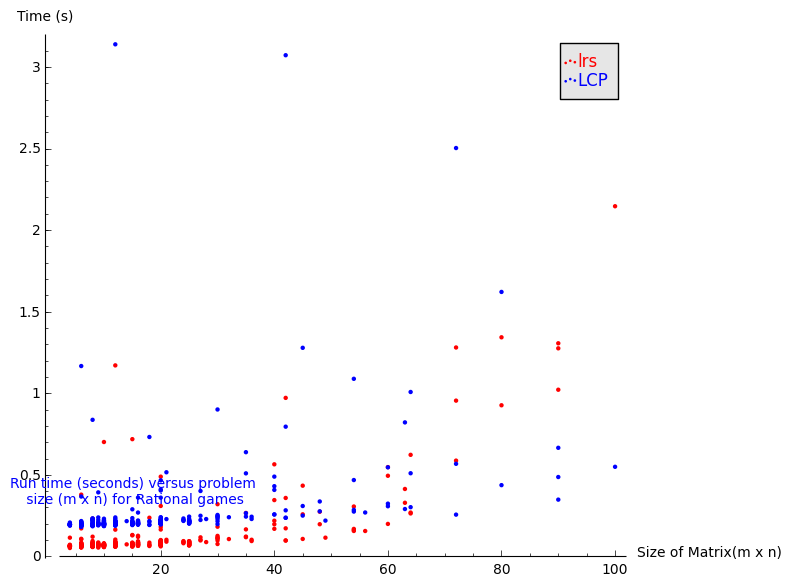 Time (s)
3
2.5
2
1.5
1
0.5
0
lrs
LCP
Run time (seconds) versus problem
size (m x n) for Rational games
20
40
60
80
100
Size of Matrix(m x n)